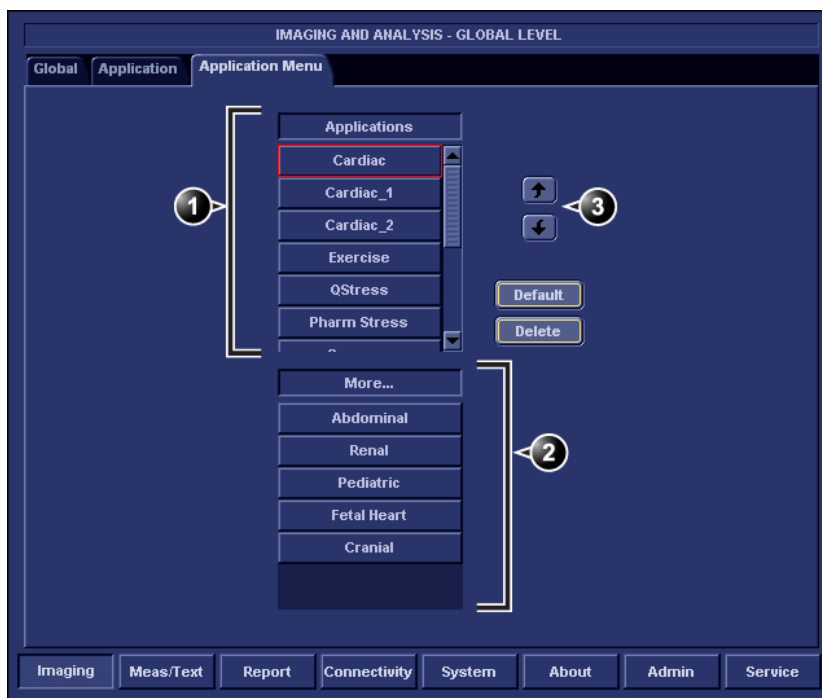 IMAGING AND ANALYSIS - GLOBAL LEVEL
Global Application Application Menu
Applications
Cardiac
Cardiac_1
Cardiac_2
Exercise
QStress
Pharm Stress
1
3
Default
Delete
More...
Abdominal
Renal
Pediatric
Fetal Heart
Cranial
2
Imaging Meas/Text Report Connectivity System About Admin Service